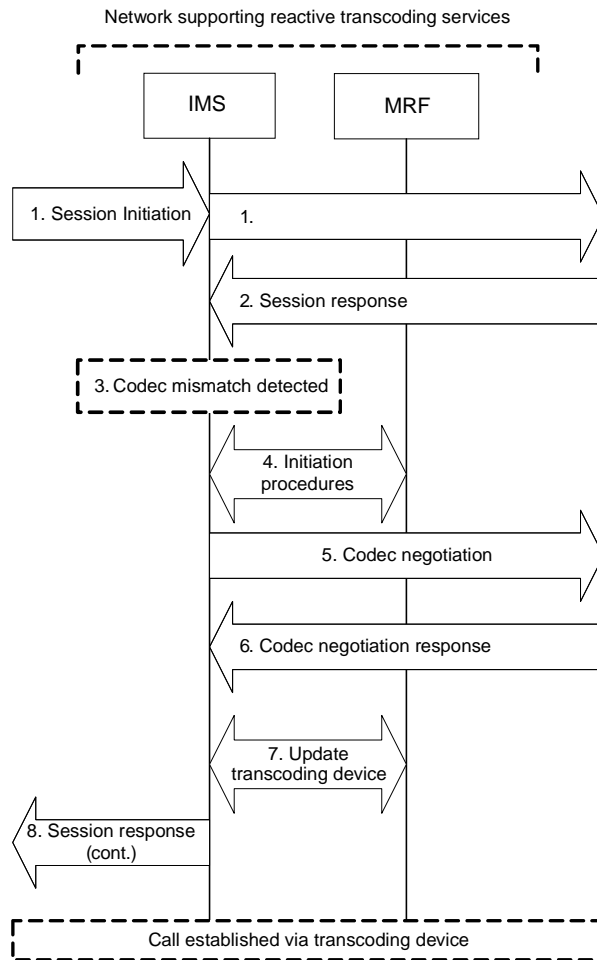 Network supporting reactive transcoding services
IMS
MRF
1. Session Initiation
1.
2. Session response
3. Codec mismatch detected
4. Initiation
procedures
5. Codec negotiation
6. Codec negotiation response
7. Update
transcoding device
8. Session response
(cont.)
Call established via transcoding device